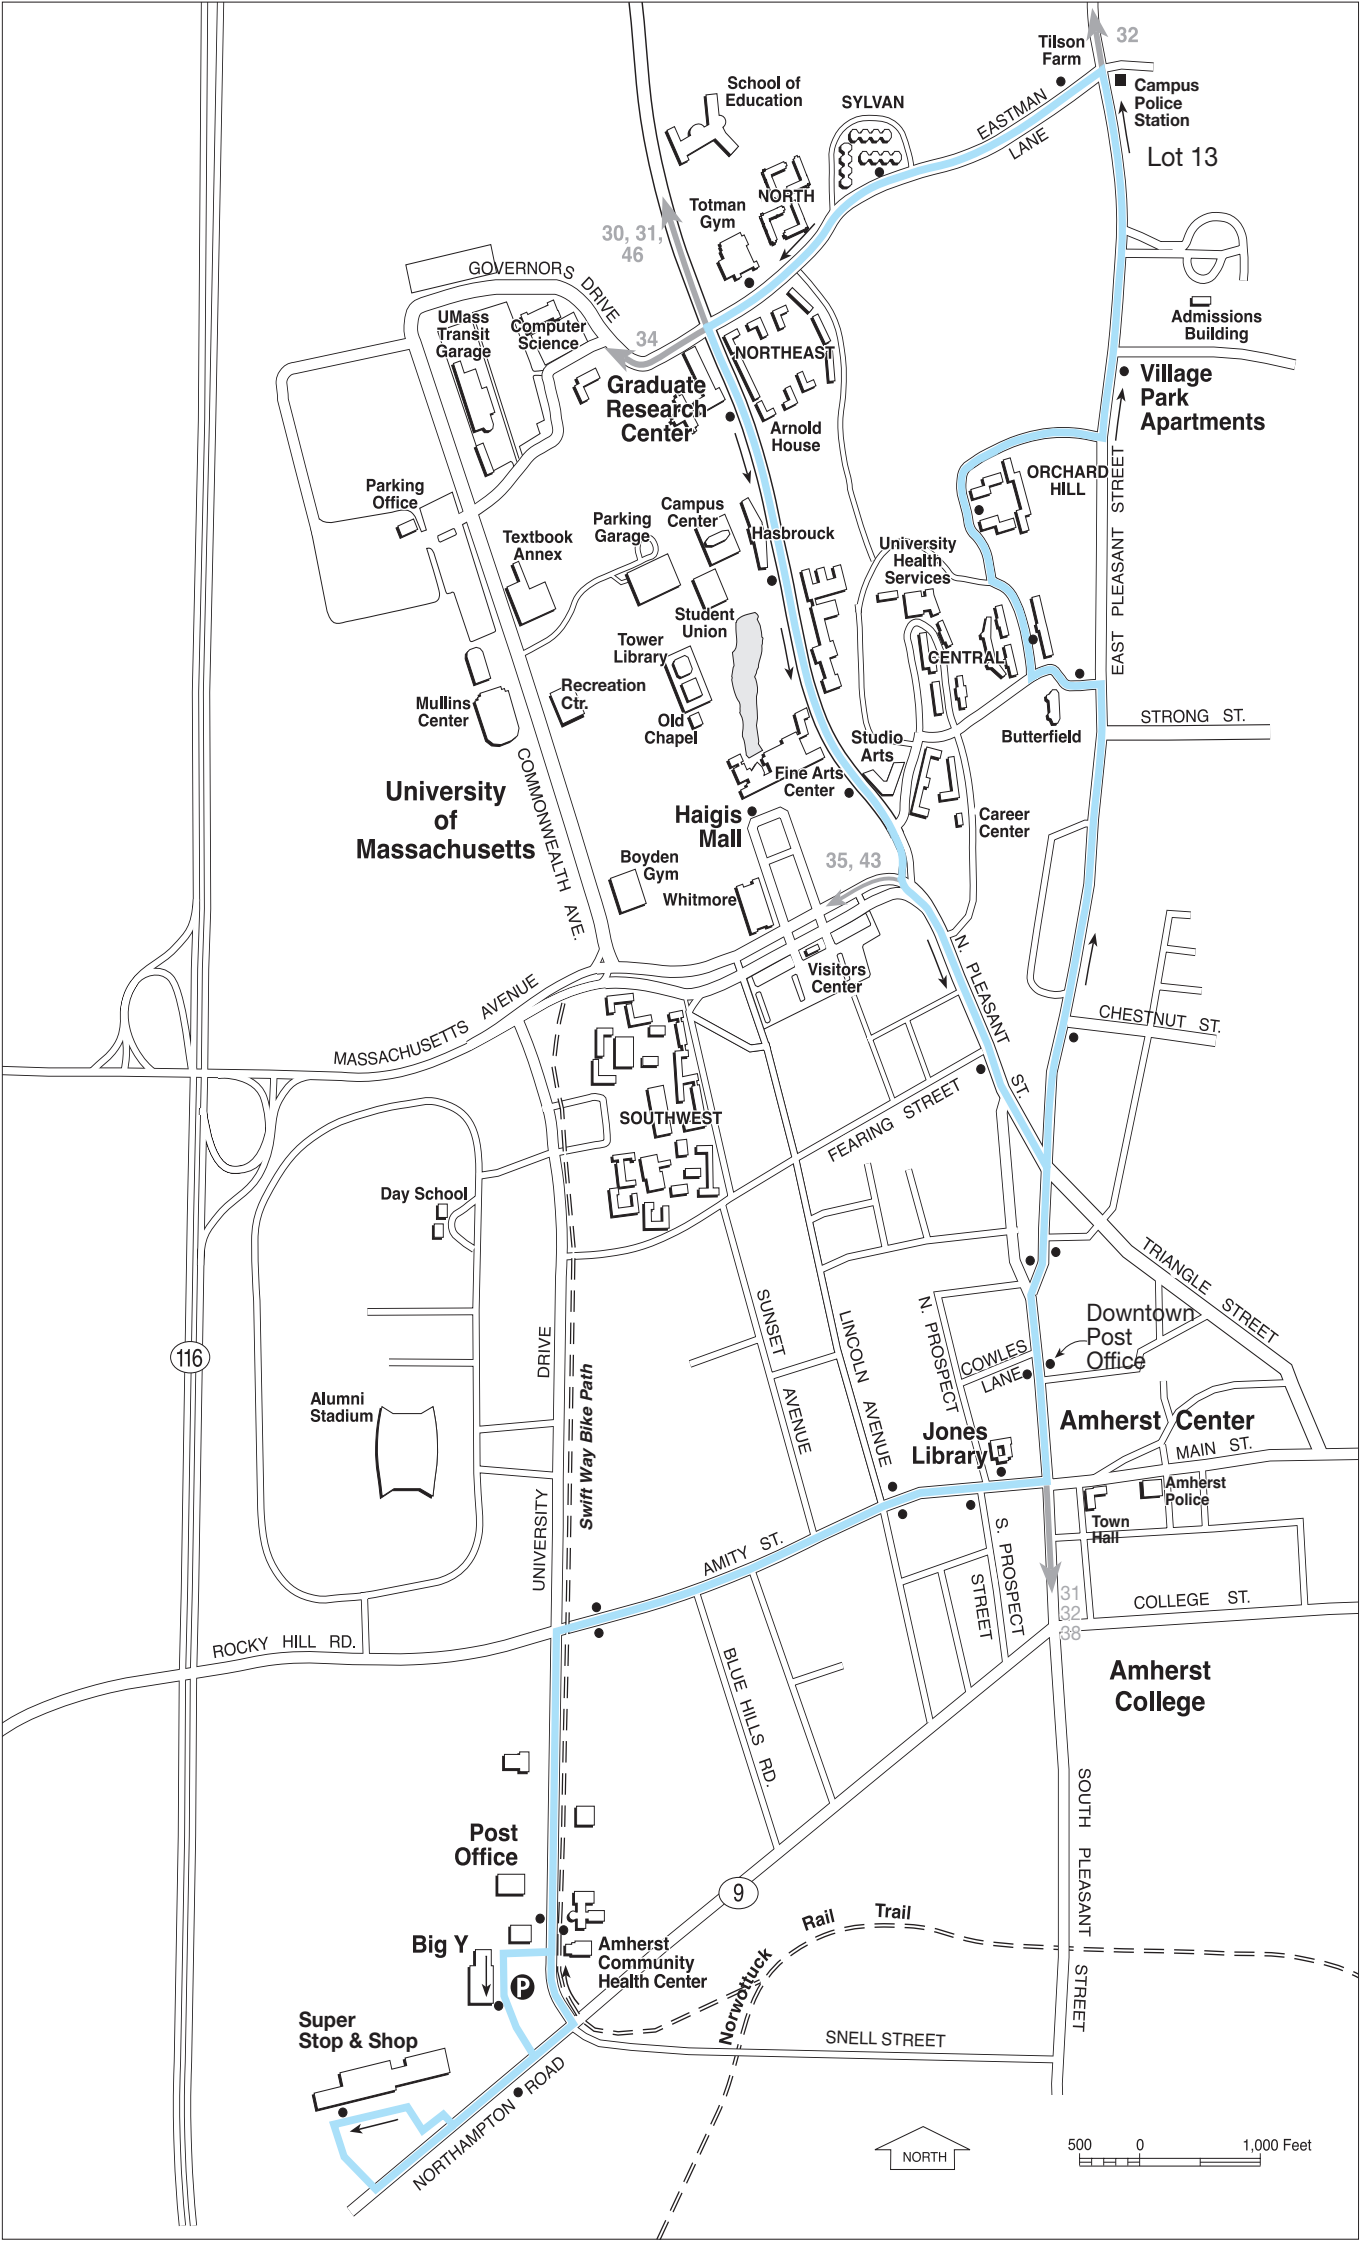 32
Tilson
Farm
Campus
Police
Station
Lot 13
School of
Education
SYLVAN
EASTMAN
LANE
NORTH
Totman
Gym
30, 31,
46
GOVERNORS DRIVE
34
UMass
Transit
Garage
Computer
Science
NORTHEAST
Graduate
Research
Center
Arnold
House
Admissions
Building
Village
Park
Apartments
ORCHARD
HILL
EAST PLEASANT STREET
Parking
Office
Textbook
Annex
Parking
Garage
Campus
Center
Hasbrouck
University
Health
Services
Student
Union
Tower
Library
CENTRAL
Recreation
Ctr.
Old
Chapel
Mullins
Center
Studio
Arts
Butterfield
STRONG ST.
COMMONWEALTH AVE.
Fine Arts
Center
University
of
Massachusetts
Haigis
Mall
Career
Center
35, 43
Boyden
Gym
Whitmore
Visitors
Center
N. PLEASANT ST.
MASSACHUSETTS AVENUE
CHESTNUT ST.
SOUTHWEST
FEARING STREET
Day School
TRIANGLE STREET
SUNSET AVENUE
LINCOLN AVENUE
N. PROSPECT
COWLES
LANE
Downtown
Post
Office
116
UNIVERSITY DRIVE
Swift Way Bike Path
Alumni
Stadium
Jones
Library
Amherst Center
MAIN ST.
Amherst
Police
Town
Hall
AMITY ST.
S. PROSPECT
STREET
31
32
38
COLLEGE ST.
ROCKY HILL RD.
BLUE HILLS RD.
Amherst
College
SOUTH PLEASANT STREET
Post
Office
9
Rail Trail
Norwottuck
Big Y
P
Amherst
Community
Health Center
Super
Stop & Shop
SNELL STREET
NORTHAMPTON ROAD
NORTH
500 0 1,000 Feet